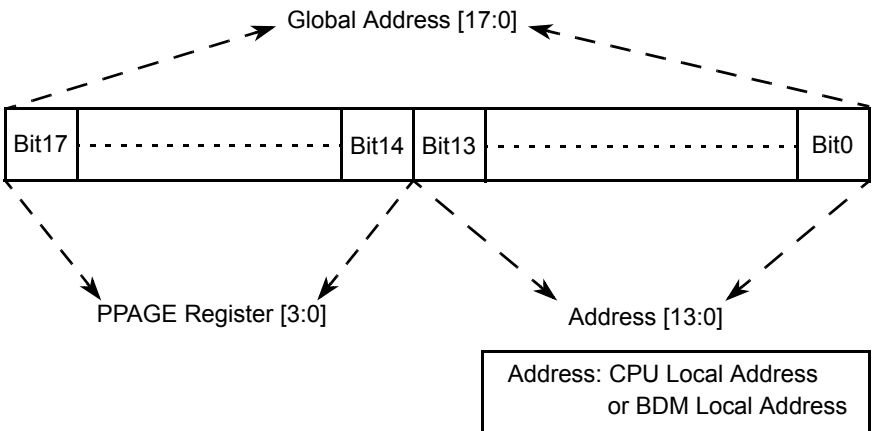 Global Address [17:0]
Bit17 Bit14 Bit13 Bit0
PPAGE Register [3:0]
Address [13:0]
Address: CPU Local Address
or BDM Local Address